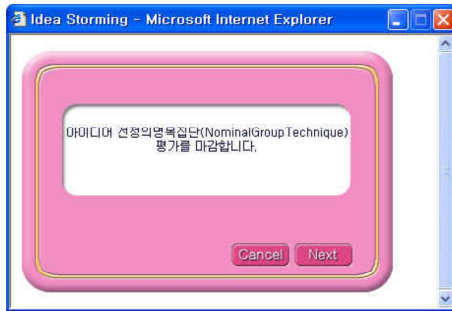 Idea Storming - Microsoft Internet Explorer
아이디어 선정의명목집단(NominalGroupTechnique)
평가를 마감합니다.
Cancel Next